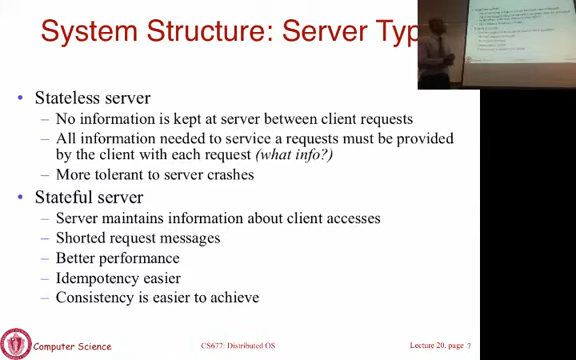 System Structure: Server Typ
• Stateless server
– No information is kept at server between client requests
– All information needed to service a requests must be provided
by the client with each request (what info?)
– More tolerant to server crashes
• Stateful server
– Server maintains information about client accesses
– Shorted request messages
– Better performance
– Idempotency easier
– Consistency is easier to achieve
Computer Science
CS677: Distributed OS
Lecture 20, page 7